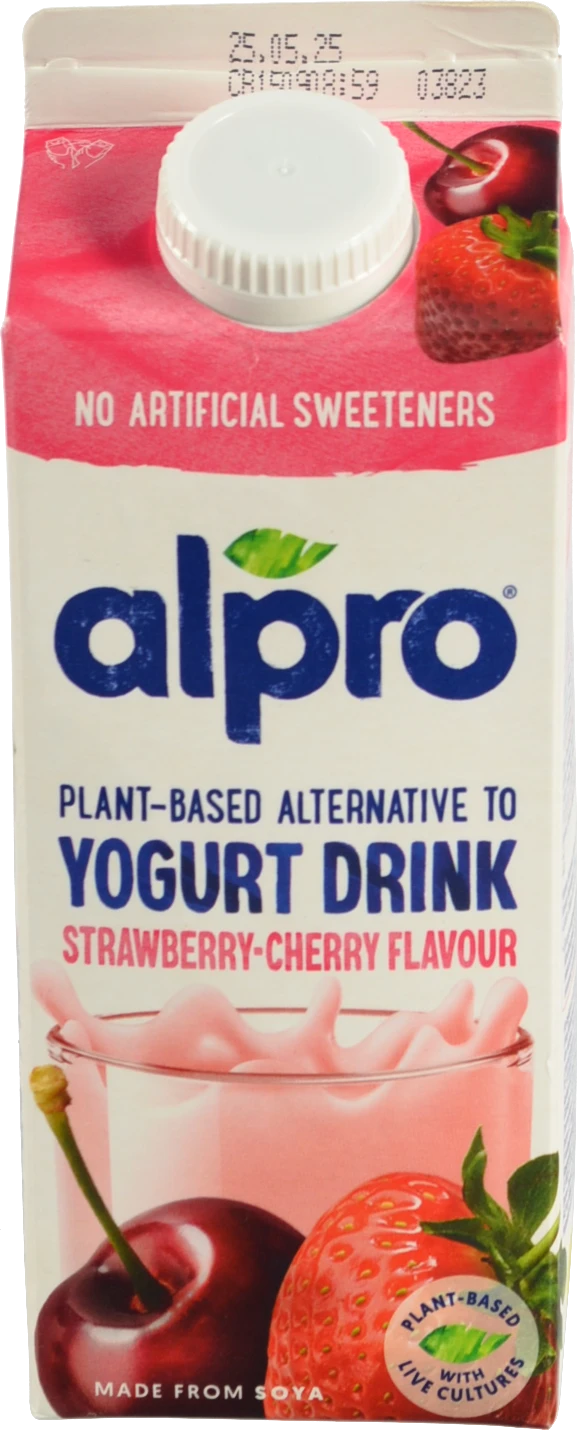 25.05.25
03823
NO ARTIFICIAL SWEETENERS
alpro®
PLANT-BASED ALTERNATIVE TO
YOGURT DRINK
STRAWBERRY-CHERRY FLAVOUR
PLANT-BASED
WITH
LIVE CULTURES
MADE FROM SOYA